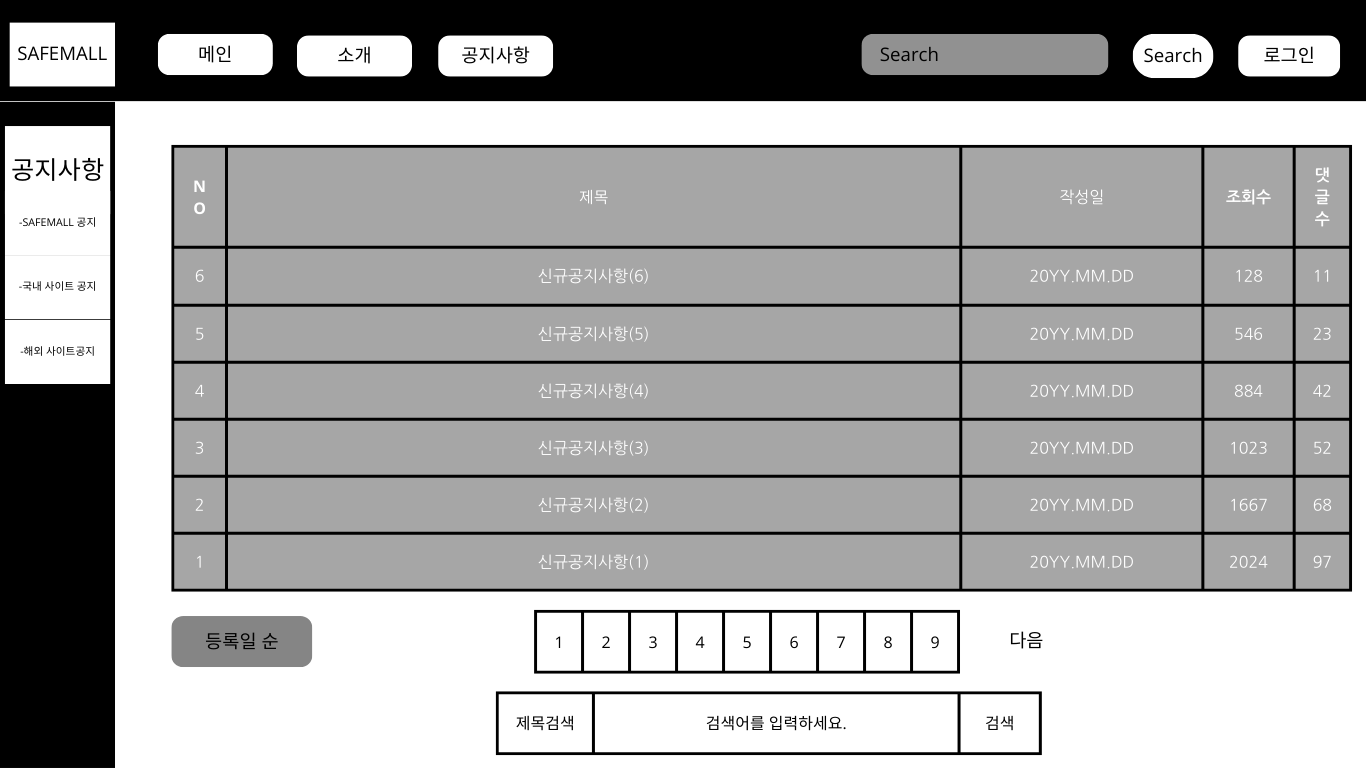 SAFEMALL 메인 소개 공지사항 Search Search 로그인
공지사항
-SAFEMALL 공지
-국내 사이트 공지
-해외 사이트공지
NO 제목 작성일 조회수 댓글수
6 신규공지사항(6) 20YY.MM.DD 128 11
5 신규공지사항(5) 20YY.MM.DD 546 23
4 신규공지사항(4) 20YY.MM.DD 884 42
3 신규공지사항(3) 20YY.MM.DD 1023 52
2 신규공지사항(2) 20YY.MM.DD 1667 68
1 신규공지사항(1) 20YY.MM.DD 2024 97
등록일 순 1 2 3 4 5 6 7 8 9 다음
제목검색 검색어를 입력하세요. 검색